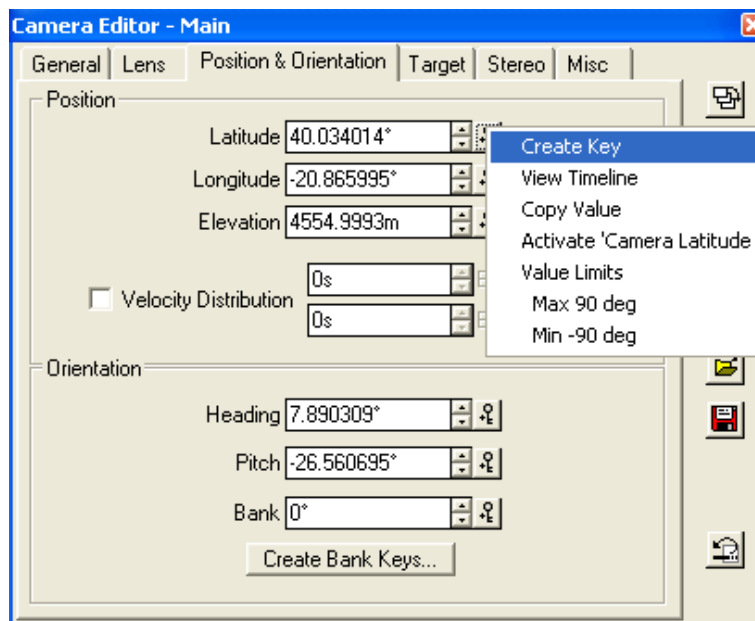 Camera Editor - Main
General Lens Position & Orientation Target Stereo Misc
Position
Latitude 40.034014°
Longitude -20.865995°
Elevation 4554.9993m
Velocity Distribution
0s
0s
Create Key
View Timeline
Copy Value
Activate 'Camera Latitude
Value Limits
Max 90 deg
Min -90 deg
Orientation
Heading 7.890309°
Pitch -26.560695°
Bank 0°
Create Bank Keys...